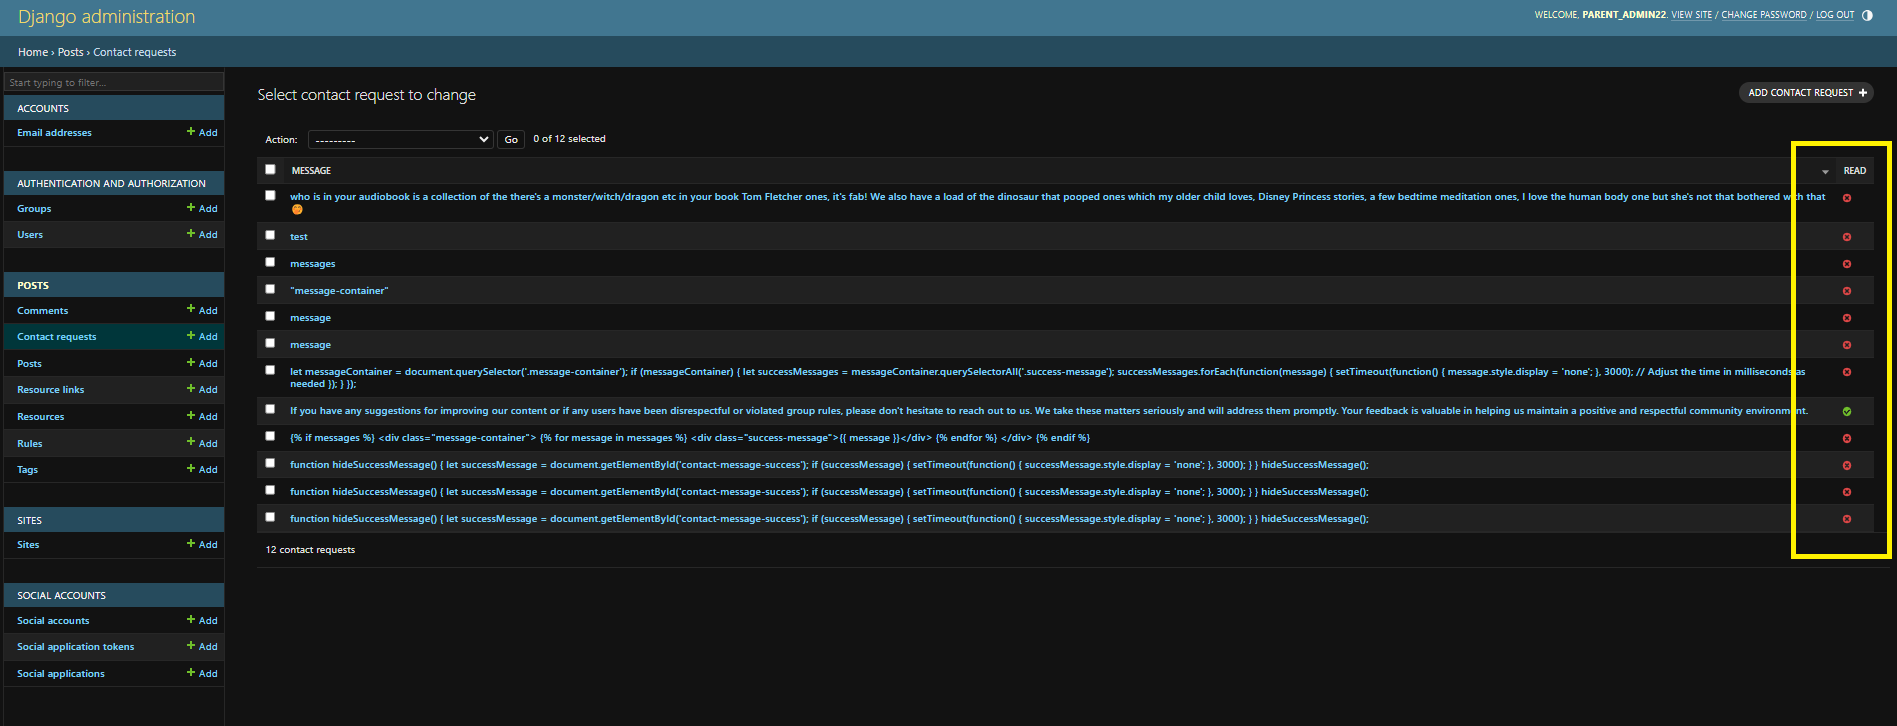 Django administration
WELCOME, PARENT_ADMIN22. VIEW SITE / CHANGE PASSWORD / LOG OUT
Home › Posts › Contact requests
Start typing to filter...
ACCOUNTS
Email addresses + Add
AUTHENTICATION AND AUTHORIZATION
Groups + Add
Users + Add
POSTS
Comments + Add
Contact requests + Add
Posts + Add
Resource links + Add
Resources + Add
Rules + Add
Tags + Add
SITES
Sites + Add
SOCIAL ACCOUNTS
Social accounts + Add
Social application tokens + Add
Social applications + Add
Select contact request to change
ADD CONTACT REQUEST +
Action: --------- Go 0 of 12 selected
MESSAGE READ
who is in your audiobook is a collection of the there's a monster/witch/dragon etc in your book Tom Fletcher ones, it's fab! We also have a load of the dinosaur that pooped ones which my older child loves, Disney Princess stories, a few bedtime meditation ones, I love the human body one but she's not that bothered with that
test
messages
"message-container"
message
message
let messageContainer = document.querySelector('.message-container'); if (messageContainer) { let successMessages = messageContainer.querySelectorAll('.success-message'); successMessages.forEach(function(message) { setTimeout(function() { message.style.display = 'none'; }, 3000); // Adjust the time in milliseconds as
needed }); } });
If you have any suggestions for improving our content or if any users have been disrespectful or violated group rules, please don't hesitate to reach out to us. We take these matters seriously and will address them promptly. Your feedback is valuable in helping us maintain a positive and respectful community environment.
{% if messages %} <div class="message-container"> {% for message in messages %} <div class="success-message">{{ message }}</div> {% endfor %} </div> {% endif %}
function hideSuccessMessage() { let successMessage = document.getElementById('contact-message-success'); if (successMessage) { setTimeout(function() { successMessage.style.display = 'none'; }, 3000); } } hideSuccessMessage();
function hideSuccessMessage() { let successMessage = document.getElementById('contact-message-success'); if (successMessage) { setTimeout(function() { successMessage.style.display = 'none'; }, 3000); } } hideSuccessMessage();
function hideSuccessMessage() { let successMessage = document.getElementById('contact-message-success'); if (successMessage) { setTimeout(function() { successMessage.style.display = 'none'; }, 3000); } } hideSuccessMessage();
12 contact requests